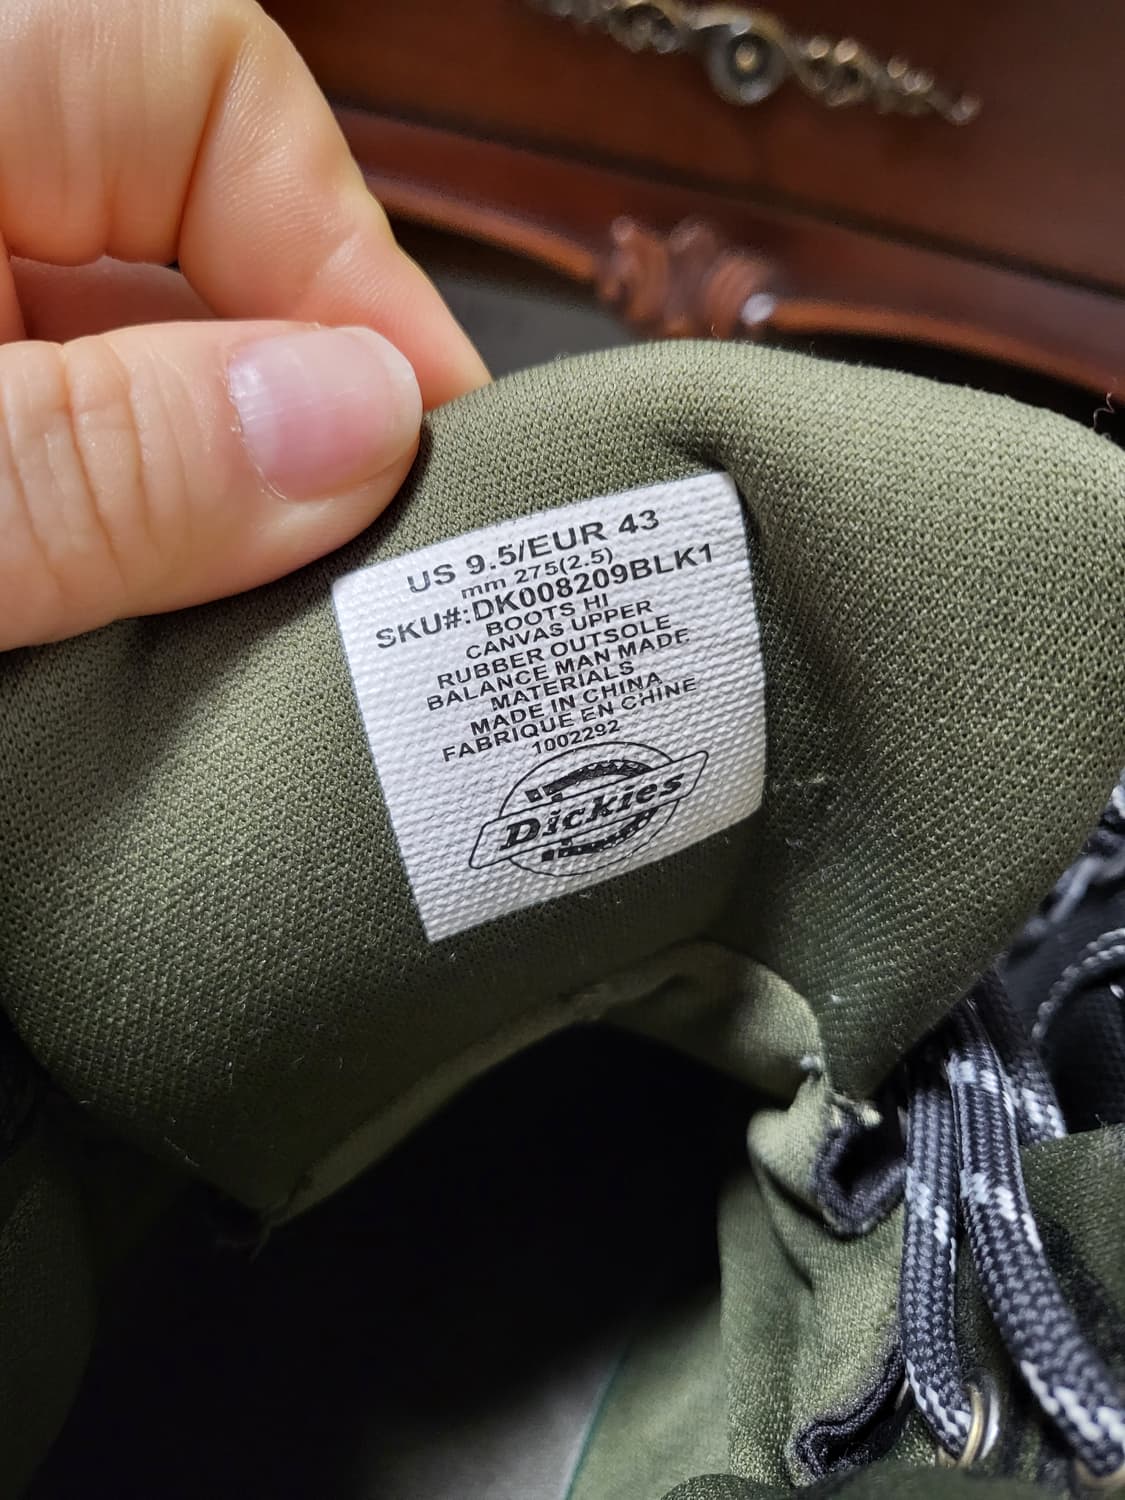 US 9.5/EUR 43
mm 275(2.5)
SKU#:DK008209BLK1
BOOTS HI
CANVAS UPPER
RUBBER OUTSOLE
BALANCE MAN MADE
MATERIALS
MADE IN CHINA
FABRIQUE EN CHINE
1002292
Dickies